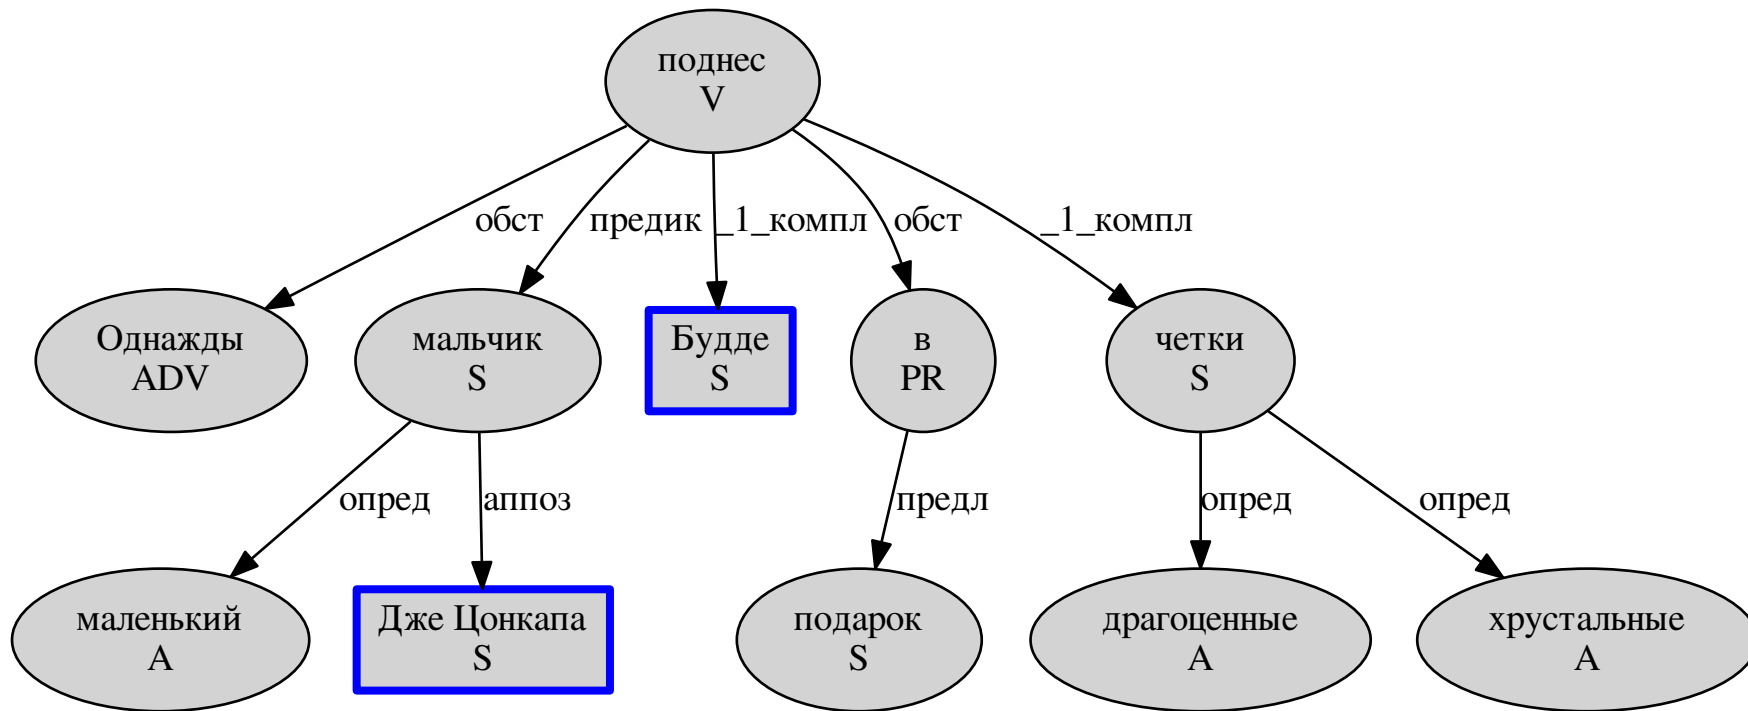 поднес
V
обст
предик
_1_компл
обст
_1_компл
Однажды
ADV
мальчик
S
Будде
S
в
PR
четки
S
опред
аппоз
предл
опред
опред
маленький
A
Дже Цонкапа
S
подарок
S
драгоценные
A
хрустальные
A